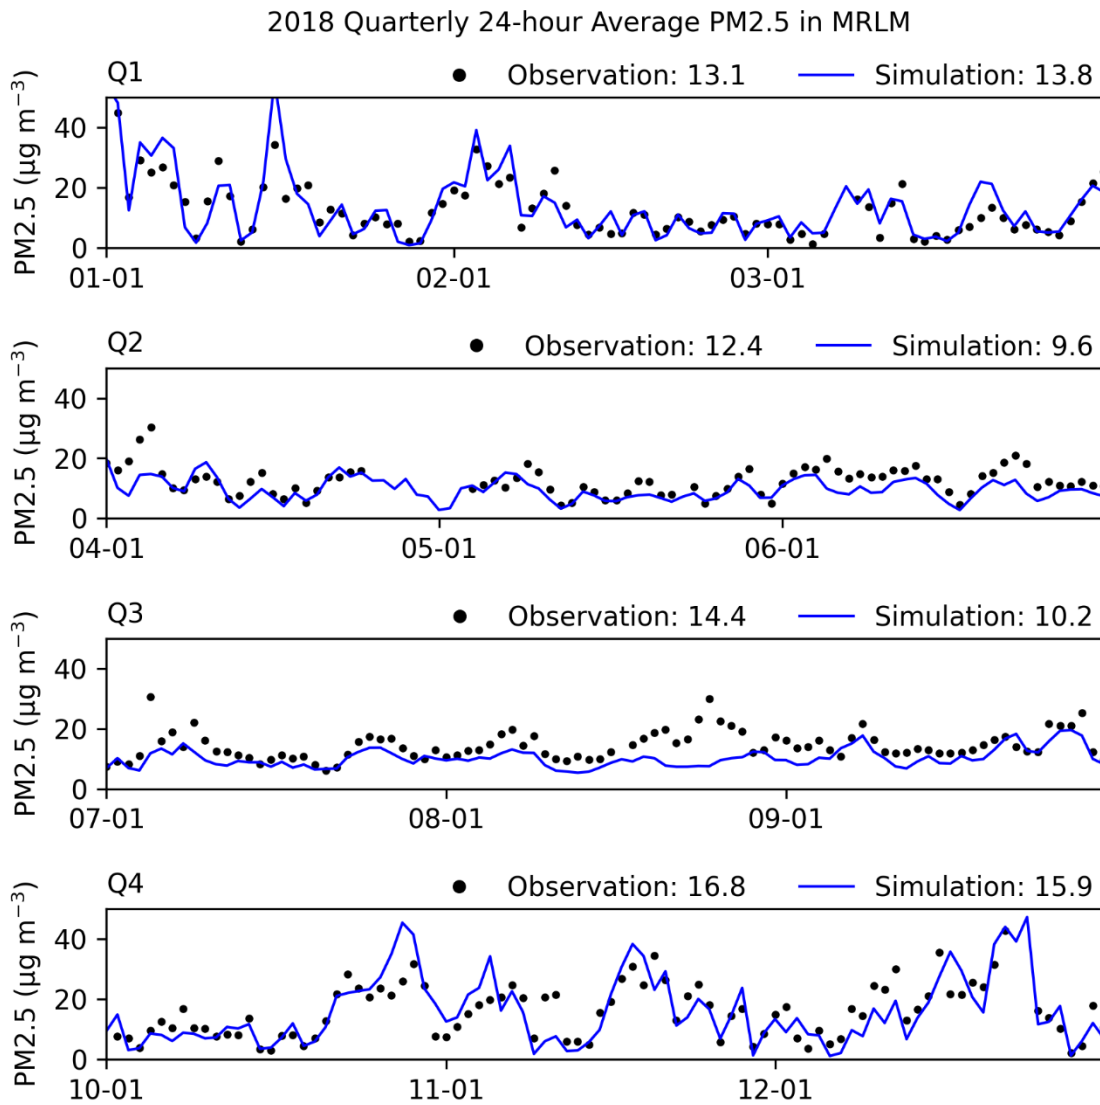 2018 Quarterly 24-hour Average PM2.5 in MRLM
Q1 Observation: 13.1 Simulation: 13.8
PM2.5 (µg m⁻³)
40
20
0
01-01 02-01 03-01
Q2 Observation: 12.4 Simulation: 9.6
PM2.5 (µg m⁻³)
40
20
0
04-01 05-01 06-01
Q3 Observation: 14.4 Simulation: 10.2
PM2.5 (µg m⁻³)
40
20
0
07-01 08-01 09-01
Q4 Observation: 16.8 Simulation: 15.9
PM2.5 (µg m⁻³)
40
20
0
10-01 11-01 12-01